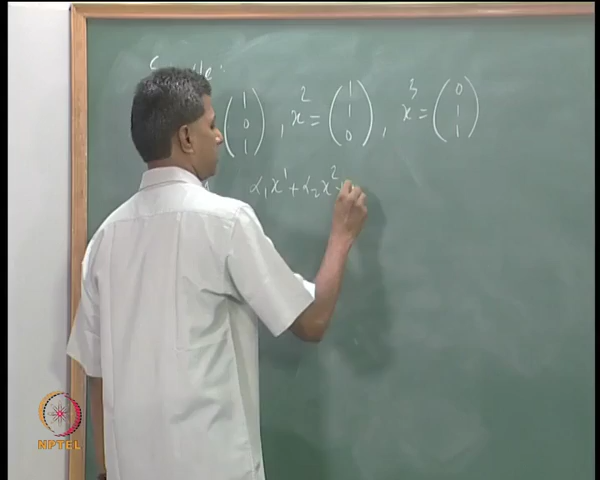 (1 0 1), x² = (1 1 0), x³ = (0 1 1)
α₁x¹ + α₂x² +
NPTEL